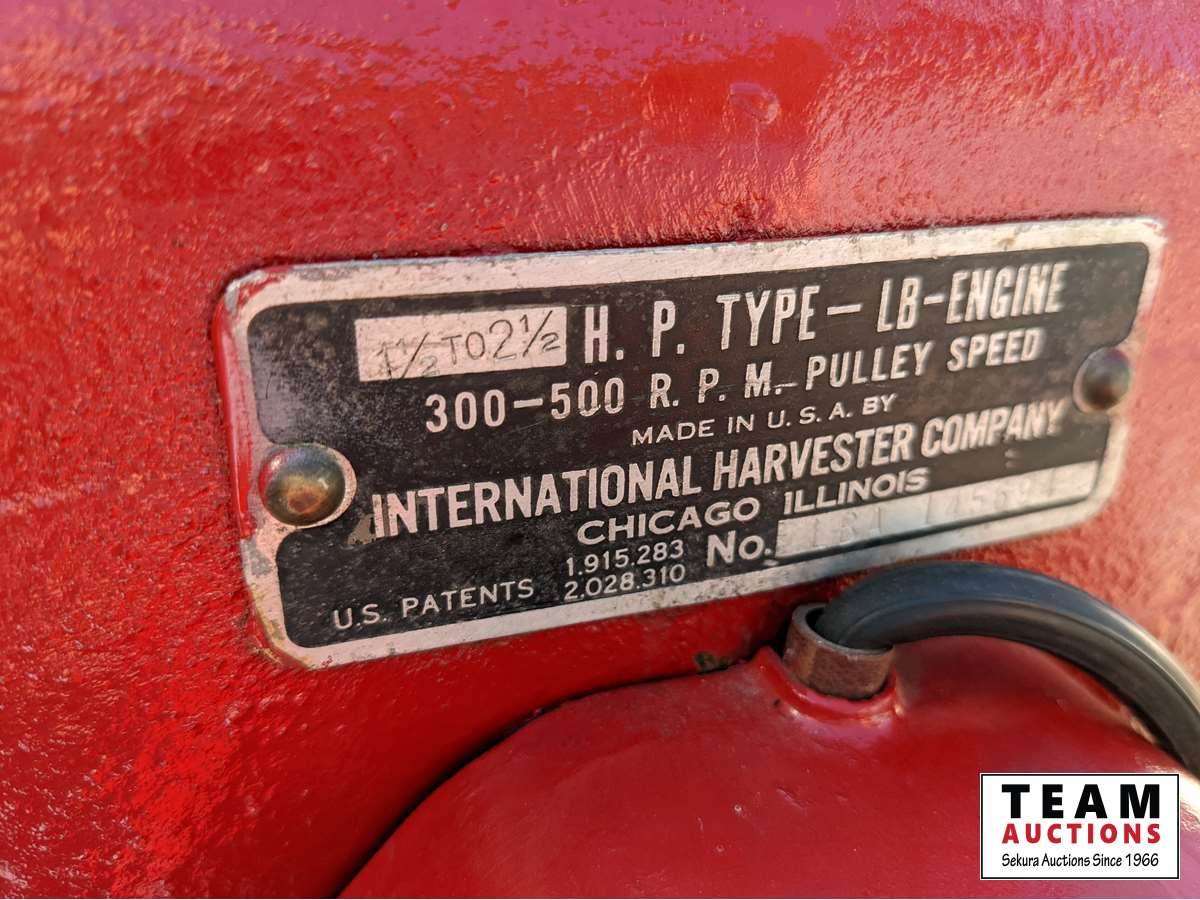 1½ TO 2½ H. P. TYPE – LB-ENGINE
300–500 R. P. M.– PULLEY SPEED
MADE IN U. S. A. BY
INTERNATIONAL HARVESTER COMPANY
CHICAGO ILLINOIS
U.S. PATENTS 1.915.283 No.
2.028.310
TEAM
AUCTIONS
Sekura Auctions Since 1966